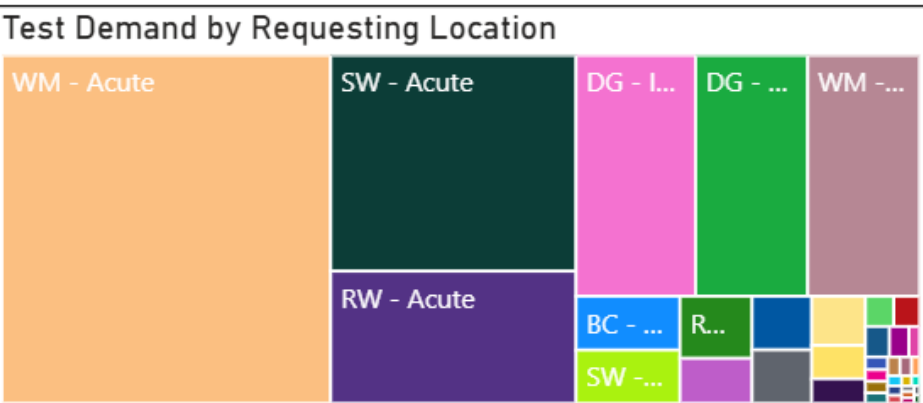 Test Demand by Requesting Location
WM - Acute
SW - Acute
DG - I...
DG - ...
WM -...
RW - Acute
BC - ...
R...
SW -...